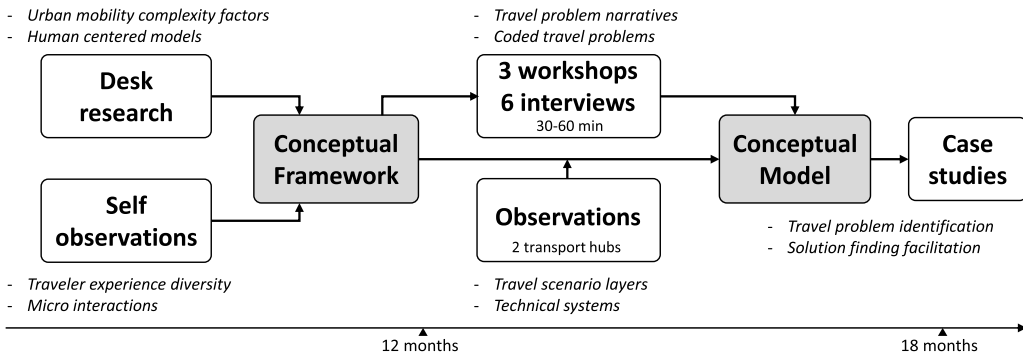 - Urban mobility complexity factors
- Human centered models
Desk
research
Self
observations
- Traveler experience diversity
- Micro interactions
Conceptual
Framework
- Travel problem narratives
- Coded travel problems
3 workshops
6 interviews
30-60 min
Observations
2 transport hubs
- Travel scenario layers
- Technical systems
Conceptual
Model
Case
studies
- Travel problem identification
- Solution finding facilitation
12 months
18 months